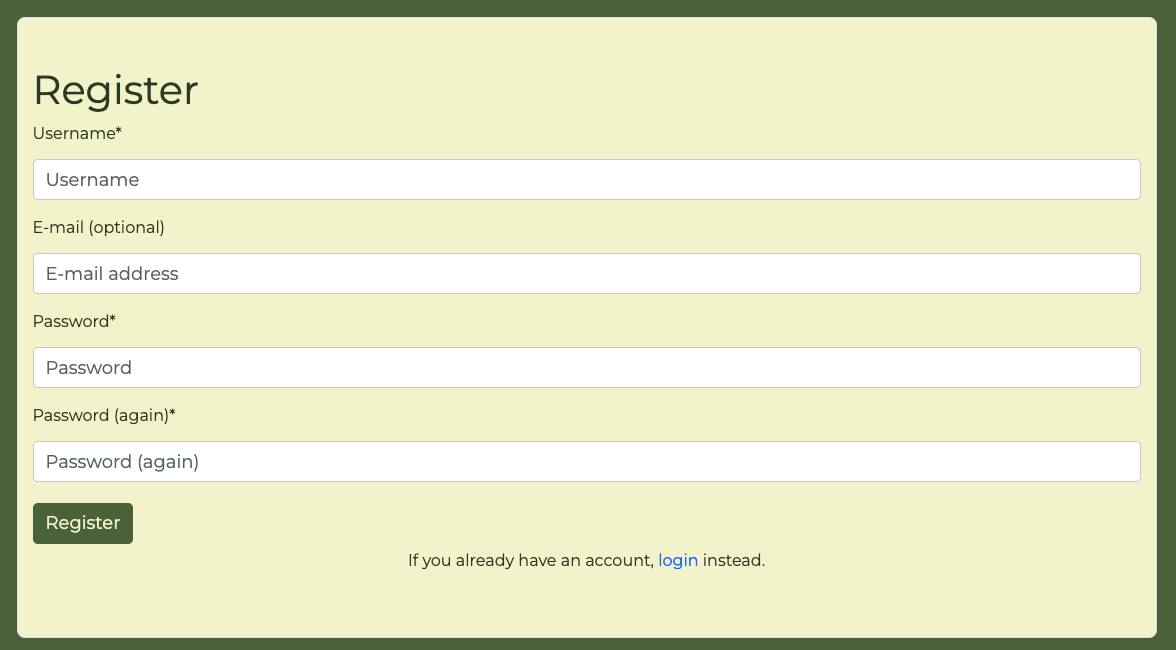 Register
Username*
Username
E-mail (optional)
E-mail address
Password*
Password
Password (again)*
Password (again)
Register
If you already have an account, login instead.